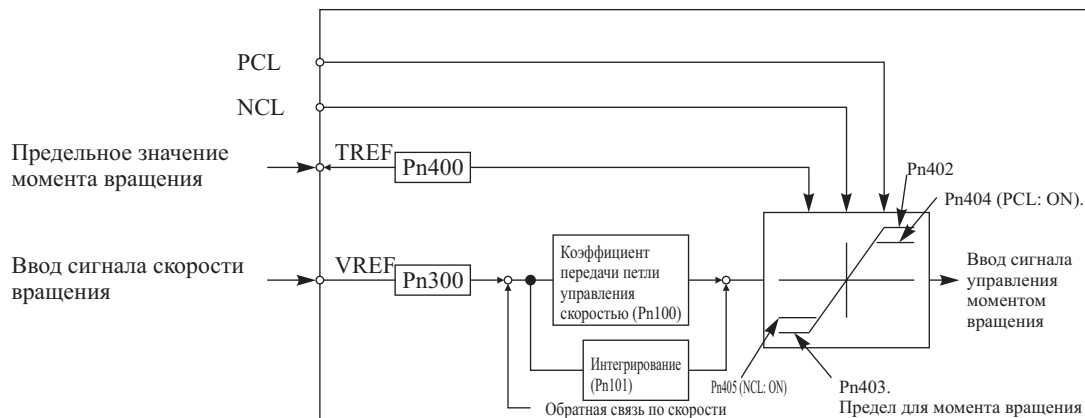 PCL
NCL
Предельное значение
момента вращения
TREF
Pn400
Pn402
Pn404 (PCL: ON).
Ввод сигнала скорости
вращения
VREF
Pn300
Коэффициент
передачи петли
управления
скоростью (Pn100)
Ввод сигнала
управления
моментом
вращения
Интегрирование
(Pn101)
Pn405 (NCL: ON)
Pn403.
Предел для момента вращения
Обратная связь по скорости